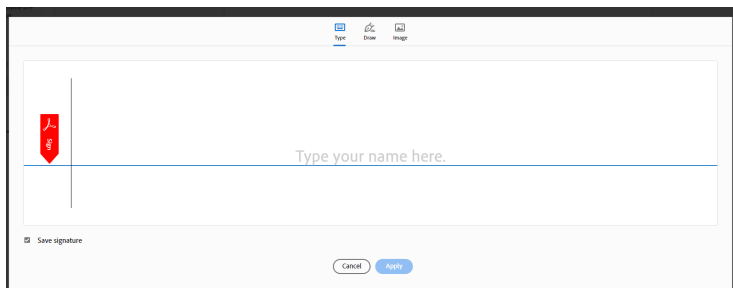 Type
Draw
Image
Sign
Type your name here.
Save signature
Cancel
Apply